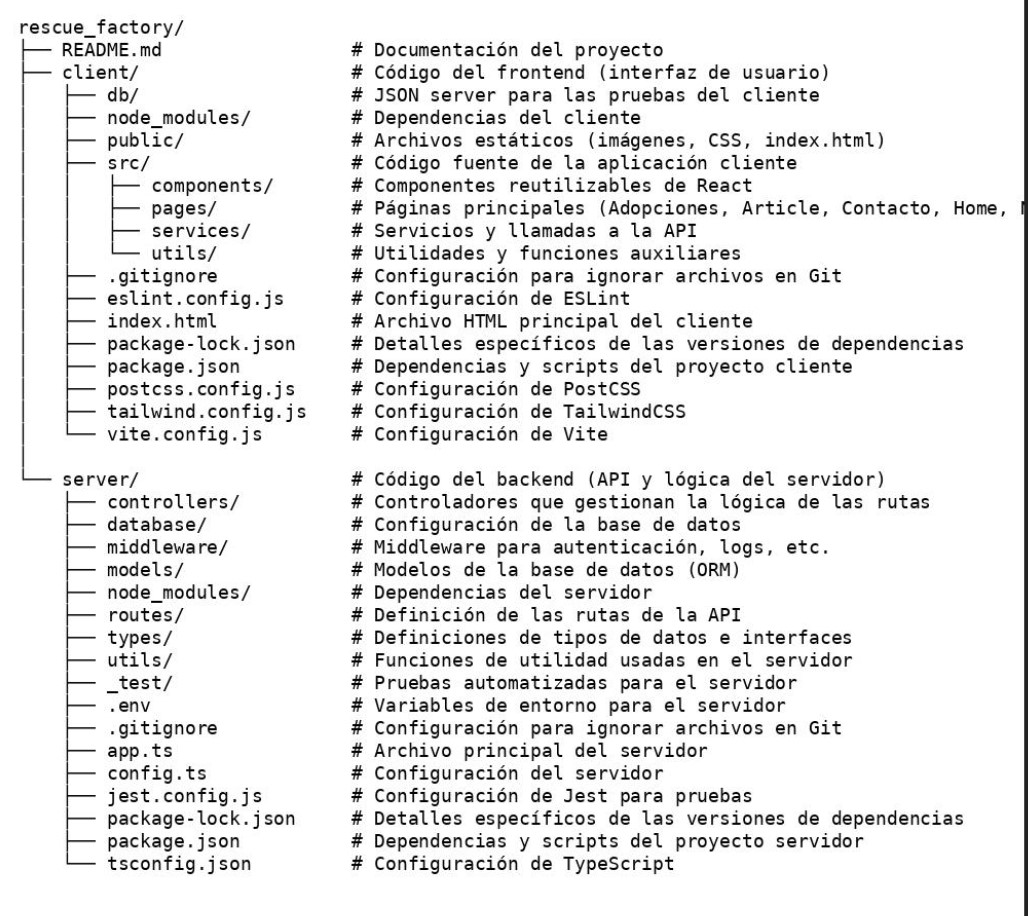 rescue_factory/
├── README.md                 # Documentación del proyecto
├── client/                   # Código del frontend (interfaz de usuario)
│   ├── db/                   # JSON server para las pruebas del cliente
│   ├── node_modules/         # Dependencias del cliente
│   ├── public/               # Archivos estáticos (imágenes, CSS, index.html)
│   ├── src/                  # Código fuente de la aplicación cliente
│   │   ├── components/       # Componentes reutilizables de React
│   │   ├── pages/            # Páginas principales (Adopciones, Article, Contacto, Home,
│   │   ├── services/         # Servicios y llamadas a la API
│   │   └── utils/            # Utilidades y funciones auxiliares
│   ├── .gitignore            # Configuración para ignorar archivos en Git
│   ├── eslint.config.js      # Configuración de ESLint
│   ├── index.html            # Archivo HTML principal del cliente
│   ├── package-lock.json     # Detalles específicos de las versiones de dependencias
│   ├── package.json          # Dependencias y scripts del proyecto cliente
│   ├── postcss.config.js     # Configuración de PostCSS
│   ├── tailwind.config.js    # Configuración de TailwindCSS
│   └── vite.config.js        # Configuración de Vite
│
└── server/                   # Código del backend (API y lógica del servidor)
    ├── controllers/          # Controladores que gestionan la lógica de las rutas
    ├── database/             # Configuración de la base de datos
    ├── middleware/           # Middleware para autenticación, logs, etc.
    ├── models/               # Modelos de la base de datos (ORM)
    ├── node_modules/         # Dependencias del servidor
    ├── routes/               # Definición de las rutas de la API
    ├── types/                # Definiciones de tipos de datos e interfaces
    ├── utils/                # Funciones de utilidad usadas en el servidor
    ├── _test/                # Pruebas automatizadas para el servidor
    ├── .env                  # Variables de entorno para el servidor
    ├── .gitignore            # Configuración para ignorar archivos en Git
    ├── app.ts                # Archivo principal del servidor
    ├── config.ts             # Configuración del servidor
    ├── jest.config.js        # Configuración de Jest para pruebas
    ├── package-lock.json     # Detalles específicos de las versiones de dependencias
    ├── package.json          # Dependencias y scripts del proyecto servidor
    └── tsconfig.json         # Configuración de TypeScript